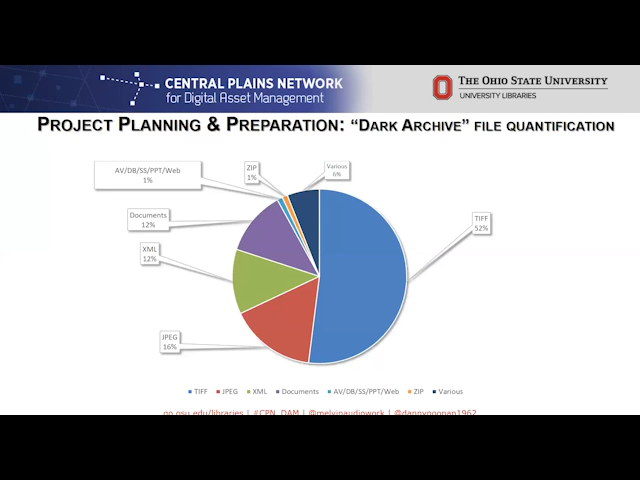 CENTRAL PLAINS NETWORK
for Digital Asset Management
THE OHIO STATE UNIVERSITY
UNIVERSITY LIBRARIES
PROJECT PLANNING & PREPARATION: “DARK ARCHIVE” FILE QUANTIFICATION
AV/DB/SS/PPT/Web
1%
ZIP
1%
Various
6%
TIFF
52%
Documents
12%
XML
12%
JPEG
16%
TIFF JPEG XML Documents AV/DB/SS/PPT/Web ZIP Various
go.osu.edu/libraries | #CPN_DAM | @melvinaudiowork | @dannynoonan1962